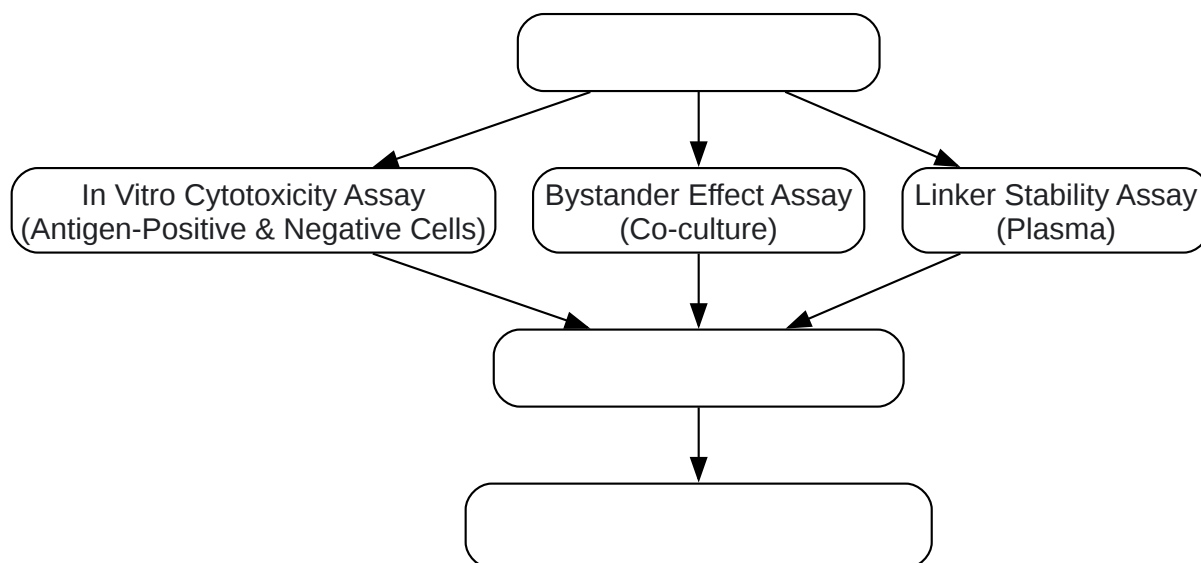 In Vitro Cytotoxicity Assay
(Antigen-Positive & Negative Cells)
Bystander Effect Assay
(Co-culture)
Linker Stability Assay
(Plasma)